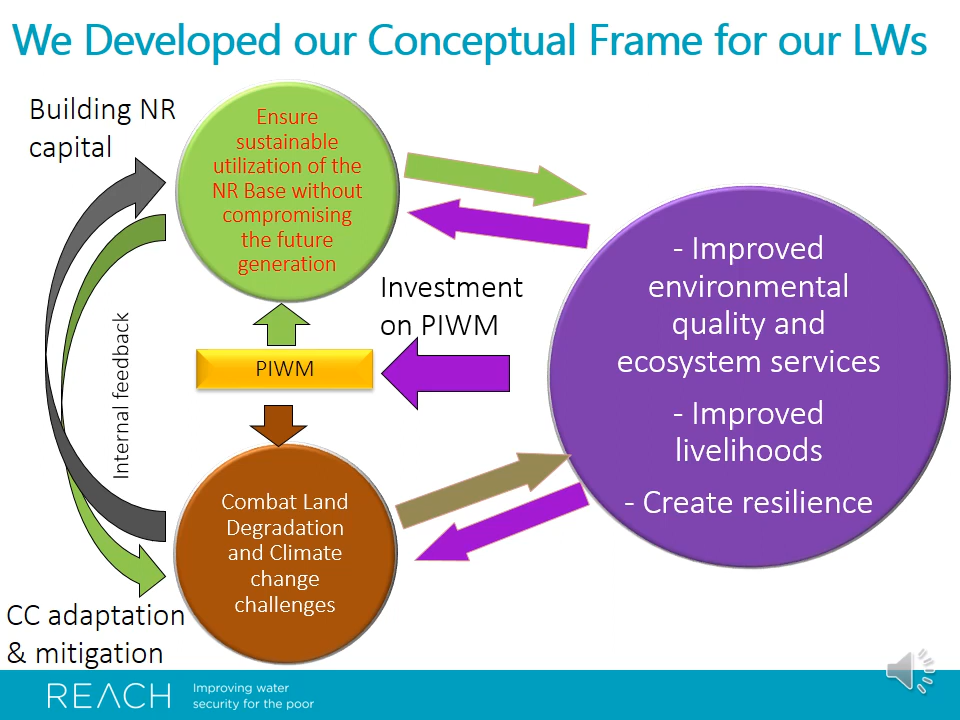 We Developed our Conceptual Frame for our LWs
Building NR
capital
Ensure
sustainable
utilization of the
NR Base without
compromising
the future
generation
Investment
on PIWM
PIWM
Internal feedback
- Improved
environmental
quality and
ecosystem services
- Improved
livelihoods
- Create resilience
Combat Land
Degradation
and Climate
change
challenges
CC adaptation
& mitigation
REACH
Improving water
security for the poor